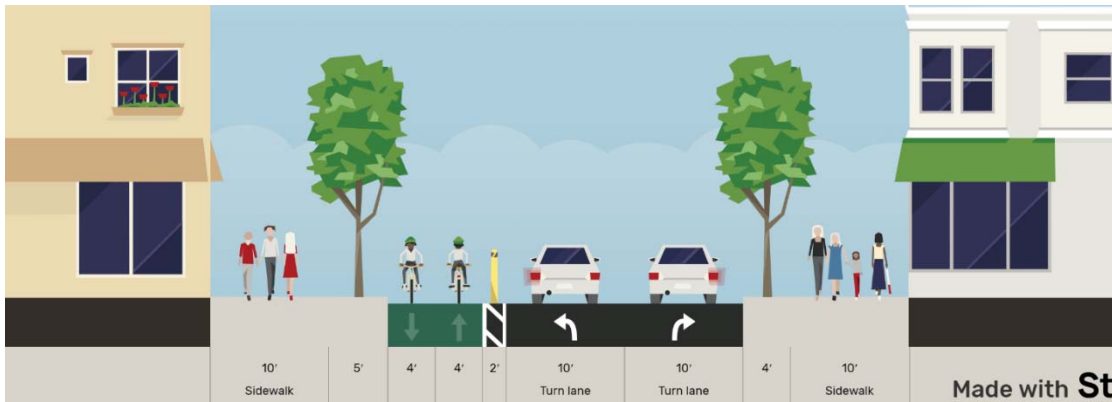 10′ 5′ 4′ 4′ 2′ 10′ 10′ 4′ 10′
Sidewalk Turn lane Turn lane Sidewalk
Made with St